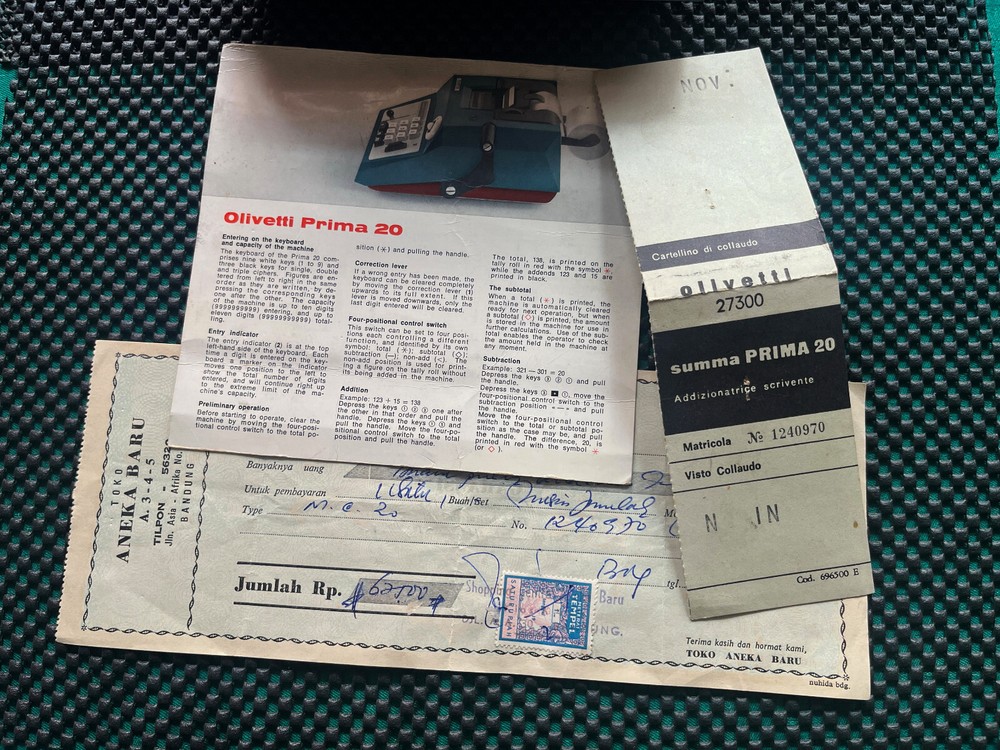 Olivetti Prima 20
Entering on the keyboard
and capacity of the machine
The keyboard of the Prima 20 com-
prises nine white keys (1 to 9) and
three black keys for single, double
and triple ciphers. Figures are en-
tered from left to right in the same
order as they are written, by de-
pressing the corresponding keys
one after the other. The capacity
of the machine is up to ten digits
(9999999999) entering, and up to
eleven digits (99999999999) total-
ling.
Entry indicator
The entry indicator (2) is at the top
left-hand side of the keyboard. Each
time a digit is entered on the key-
board a marker on the indicator
moves one position to the left to
show the total number of digits
entered, and will continue right up
to the extreme limit of the ma-
chine's capacity.
Preliminary operation
Before starting to operate, clear the
machine by moving the four-posi-
tional control switch to the total po-
sition (✳) and pulling the handle.
Correction lever
If a wrong entry has been made, the
keyboard can be cleared completely
by moving the correction lever (1)
upwards to its full extent. If this
lever is moved downwards, only the
last digit entered will be cleared.
Four-positional control switch
This switch can be set to four posi-
tions each controlling a different
function, and identified by its own
symbol: total (✳); subtotal (◇);
subtraction (—), non-add (<). The
non-add position is used for print-
ing a figure on the tally roll without
its being added in the machine.
Addition
Example: 123 + 15 = 138
Depress the keys ① ② ③ one after
the other in that order and pull the
handle. Depress the keys ① ⑤ and
pull the handle. Move the four-po-
sitional control switch to the total
position and pull the handle.
The total, 138, is printed on the
tally roll in red with the symbol ✳,
while the addends 123 and 15 are
printed in black.
The subtotal
When a total (✳) is printed, the
machine is automatically cleared
ready for next operation, but when
a subtotal (◇) is printed, the amount
is stored in the machine for use in
further calculations. Use of the sub-
total enables the operator to check
the amount held in the machine at
any moment.
Subtraction
Example: 321 — 301 = 20
Depress the keys ③ ② ① and pull
the handle.
Depress the keys ③ ■ ①, move the
four-positional control switch to the
subtraction position «—» and pull
the handle.
Move the four-positional control
switch to the total or subtotal po-
sition as the case may be, and pull
the handle. The difference, 20, is
printed in red with the symbol ✳
(or ◇).
NOV.
Cartellino di collaudo
olivetti
27300
summa PRIMA 20
Addizionatrice scrivente
Matricola № 1240970
Visto Collaudo
N IN
Cod. 696500 E
TOKO
ANEKA BARU
A. 3-4-5
TILPON - 5632
Jln. Asia - Afrika No.
BANDUNG
Banyaknya uang
Untuk pembayaran 1 (Satu) Buah/Set Mesin Jumlah
Type M.C. 20 No. 1240970
Bdg tgl.
Jumlah Rp. 63.500
Shopp Baru
NG.
METERAI TEMPEL
SATU RUPIAH
Terima kasih dan hormat kami,
TOKO ANEKA BARU
nuhida bdg.